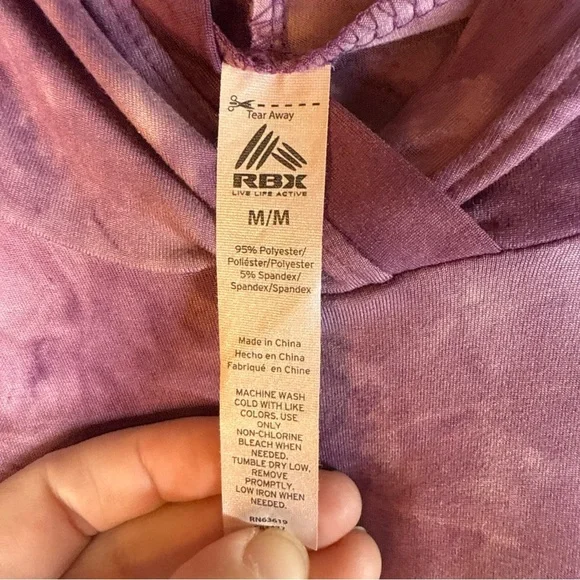 Tear Away
RBX
LIVE LIFE ACTIVE
M/M
95% Polyester/
Poliéster/Polyester
5% Spandex/
Spandex/Spandex
Made in China
Hecho en China
Fabriqué en Chine
MACHINE WASH
COLD WITH LIKE
COLORS. USE
ONLY
NON-CHLORINE
BLEACH WHEN
NEEDED.
TUMBLE DRY LOW,
REMOVE
PROMPTLY.
LOW IRON WHEN
NEEDED.
RN63619